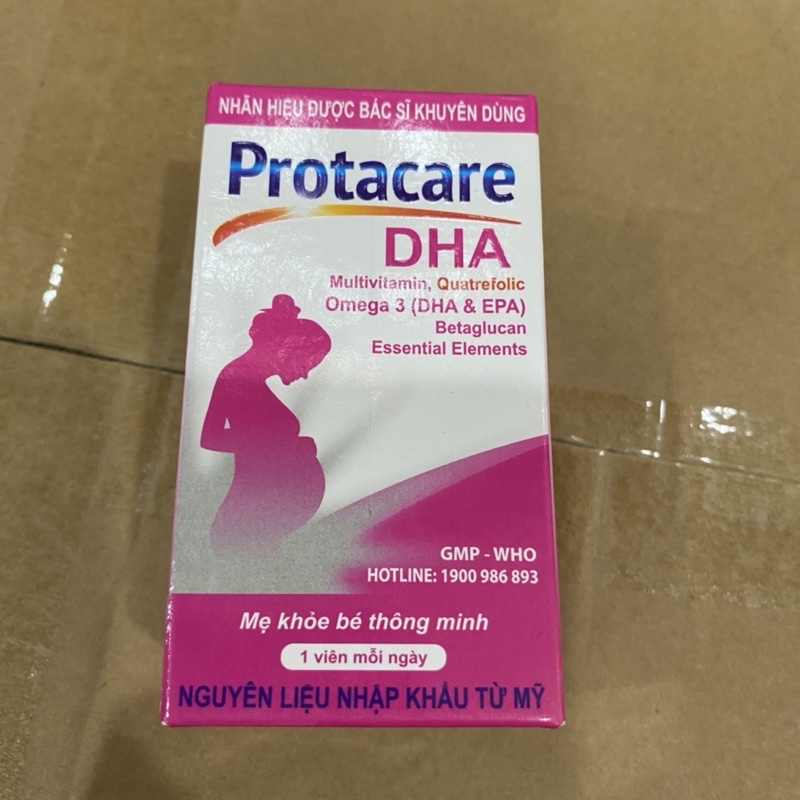 NHÃN HIỆU ĐƯỢC BÁC SĨ KHUYÊN DÙNG
Protacare
DHA
Multivitamin, Quatrefolic
Omega 3 (DHA & EPA)
Betaglucan
Essential Elements
GMP - WHO
HOTLINE: 1900 986 893
Mẹ khỏe bé thông minh
1 viên mỗi ngày
NGUYÊN LIỆU NHẬP KHẨU TỪ MỸ